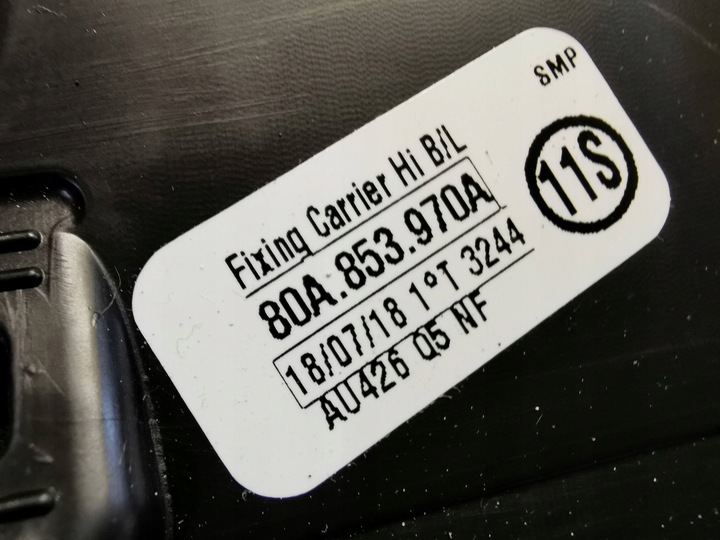 SMP
11S
Fixing Carrier Hi B/L
80A.853.970A
18/07/18 1°T 3244
AU426 Q5 NF